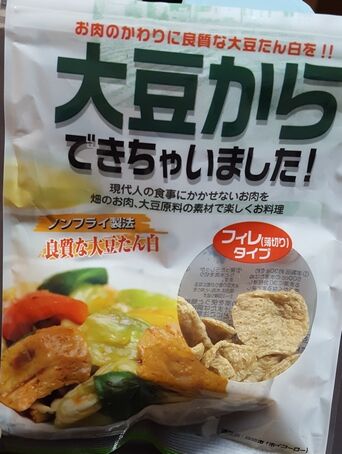 お肉のかわりに良質な大豆たん白を!!
大豆から
できちゃいました!
現代人の食事にかかせないお肉を
畑のお肉、大豆原料の素材で楽しくお料理
ノンフライ製法
良質な大豆たん白
フィレ(薄切り)
タイプ